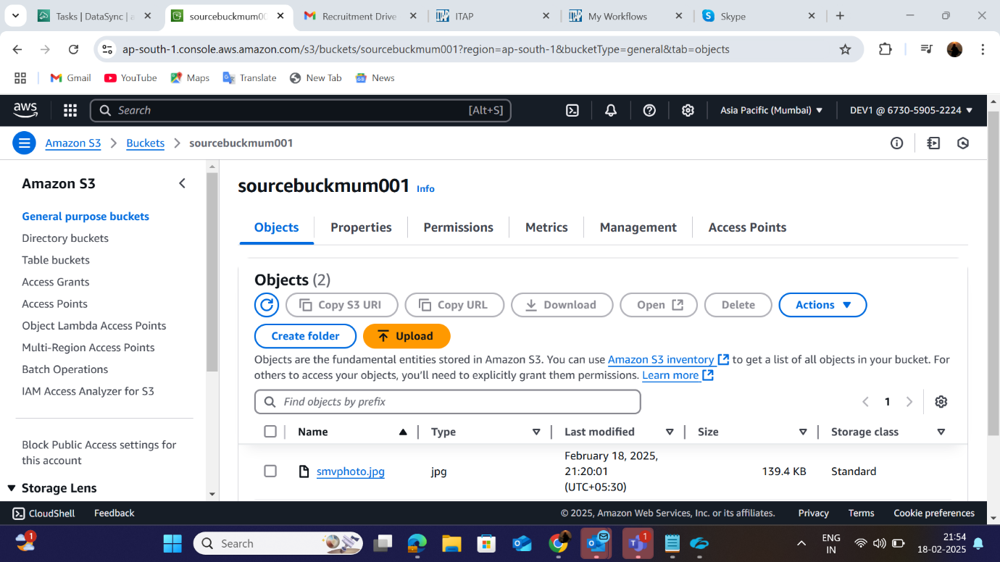 Tasks | DataSync | a
sourcebuckmum00
Recruitment Drive
ITAP
My Workflows
Skype
ap-south-1.console.aws.amazon.com/s3/buckets/sourcebuckmum001?region=ap-south-1&bucketType=general&tab=objects
Gmail YouTube Maps Translate New Tab News
aws Search [Alt+S] Asia Pacific (Mumbai) DEV1 @ 6730-5905-2224
Amazon S3 Buckets sourcebuckmum001
Amazon S3
General purpose buckets
Directory buckets
Table buckets
Access Grants
Access Points
Object Lambda Access Points
Multi-Region Access Points
Batch Operations
IAM Access Analyzer for S3
Block Public Access settings for
this account
Storage Lens
sourcebuckmum001 Info
Objects Properties Permissions Metrics Management Access Points
Objects (2)
Copy S3 URI Copy URL Download Open Delete Actions
Create folder Upload
Objects are the fundamental entities stored in Amazon S3. You can use Amazon S3 inventory to get a list of all objects in your bucket. For
others to access your objects, you'll need to explicitly grant them permissions. Learn more
Find objects by prefix 1
Name Type Last modified Size Storage class
smvphoto.jpg jpg February 18, 2025, 139.4 KB Standard
21:20:01
(UTC+05:30)
CloudShell Feedback © 2025, Amazon Web Services, Inc. or its affiliates. Privacy Terms Cookie preferences
1 Search 1 ENG 21:54
IN 18-02-2025